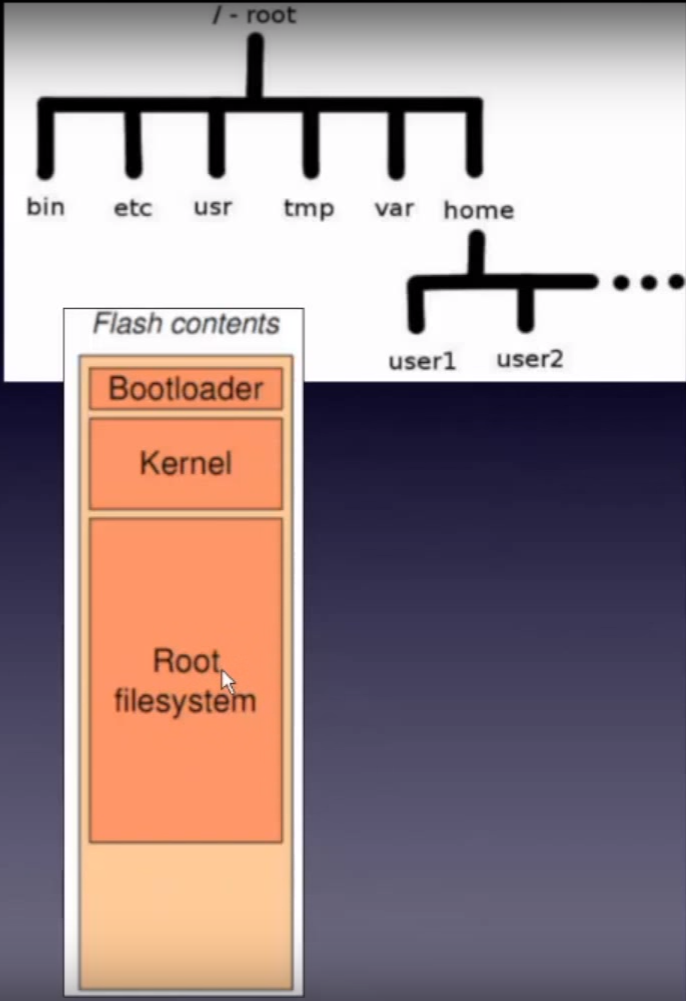 / - root
bin etc usr tmp var home
user1 user2
Flash contents
Bootloader
Kernel
Root
filesystem